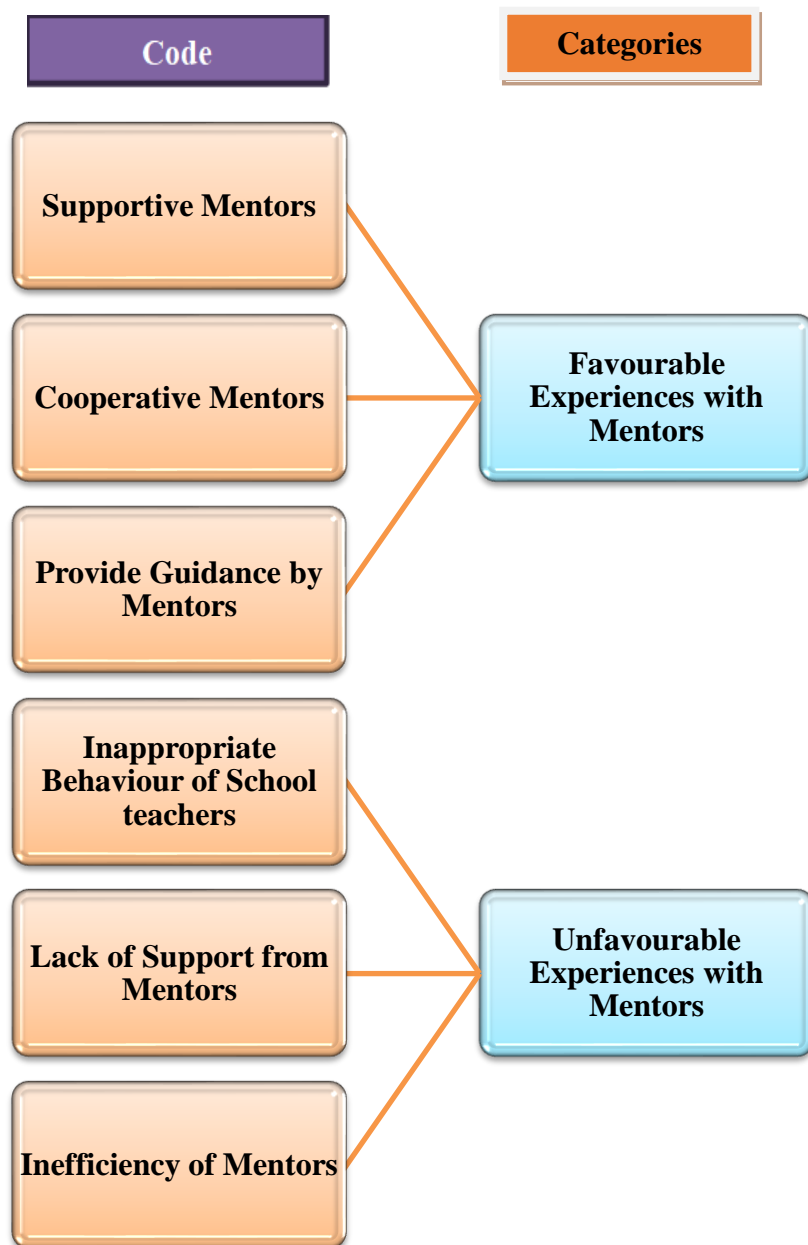 Code
Categories
Supportive Mentors
Cooperative Mentors
Provide Guidance by
Mentors
Favourable
Experiences with
Mentors
Inappropriate
Behaviour of School
teachers
Lack of Support from
Mentors
Inefficiency of Mentors
Unfavourable
Experiences with
Mentors